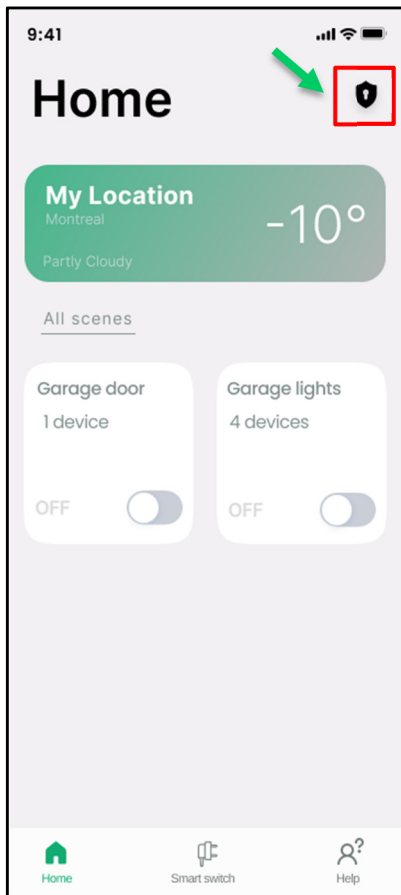 9:41
Home
My Location
Montreal
-10°
Partly Cloudy
All scenes
Garage door
1 device
OFF
Garage lights
4 devices
OFF
Home
Smart switch
Help